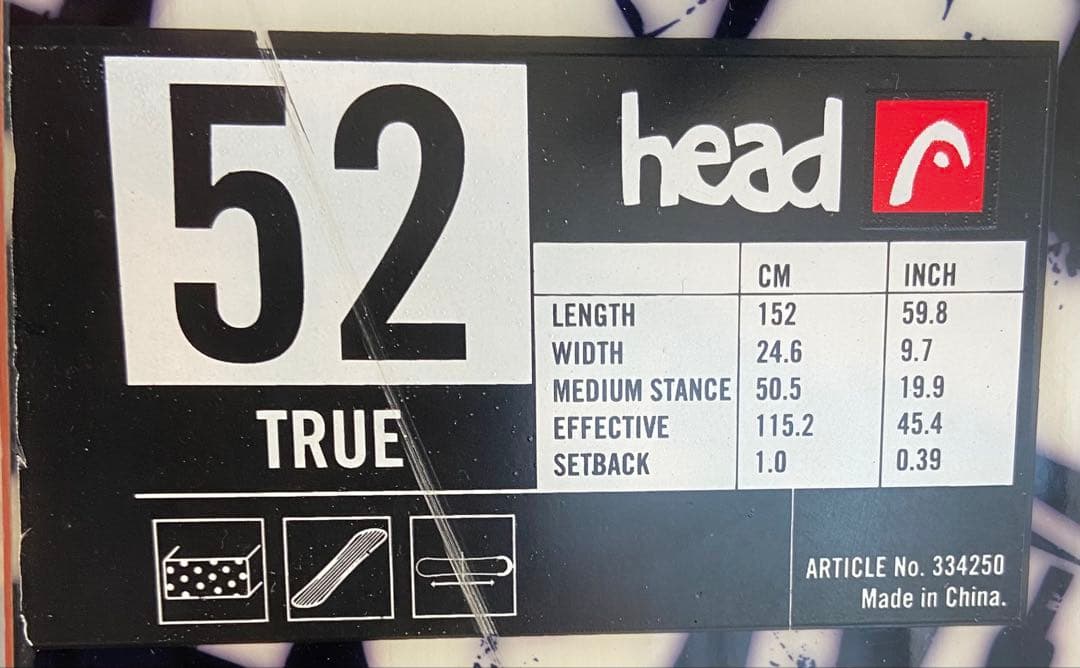 52
TRUE
head
CM INCH
LENGTH 152 59.8
WIDTH 24.6 9.7
MEDIUM STANCE 50.5 19.9
EFFECTIVE 115.2 45.4
SETBACK 1.0 0.39
ARTICLE No. 334250
Made in China.